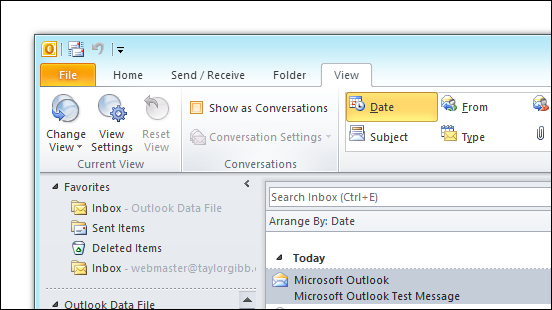 File Home Send / Receive Folder View
Change View View Settings Reset View
Current View
Show as Conversations
Conversation Settings
Conversations
Date From
Subject Type
Favorites
Inbox - Outlook Data File
Sent Items
Deleted Items
Inbox - webmaster@taylorgibb.
Outlook Data File
Search Inbox (Ctrl+E)
Arrange By: Date
Today
Microsoft Outlook
Microsoft Outlook Test Message